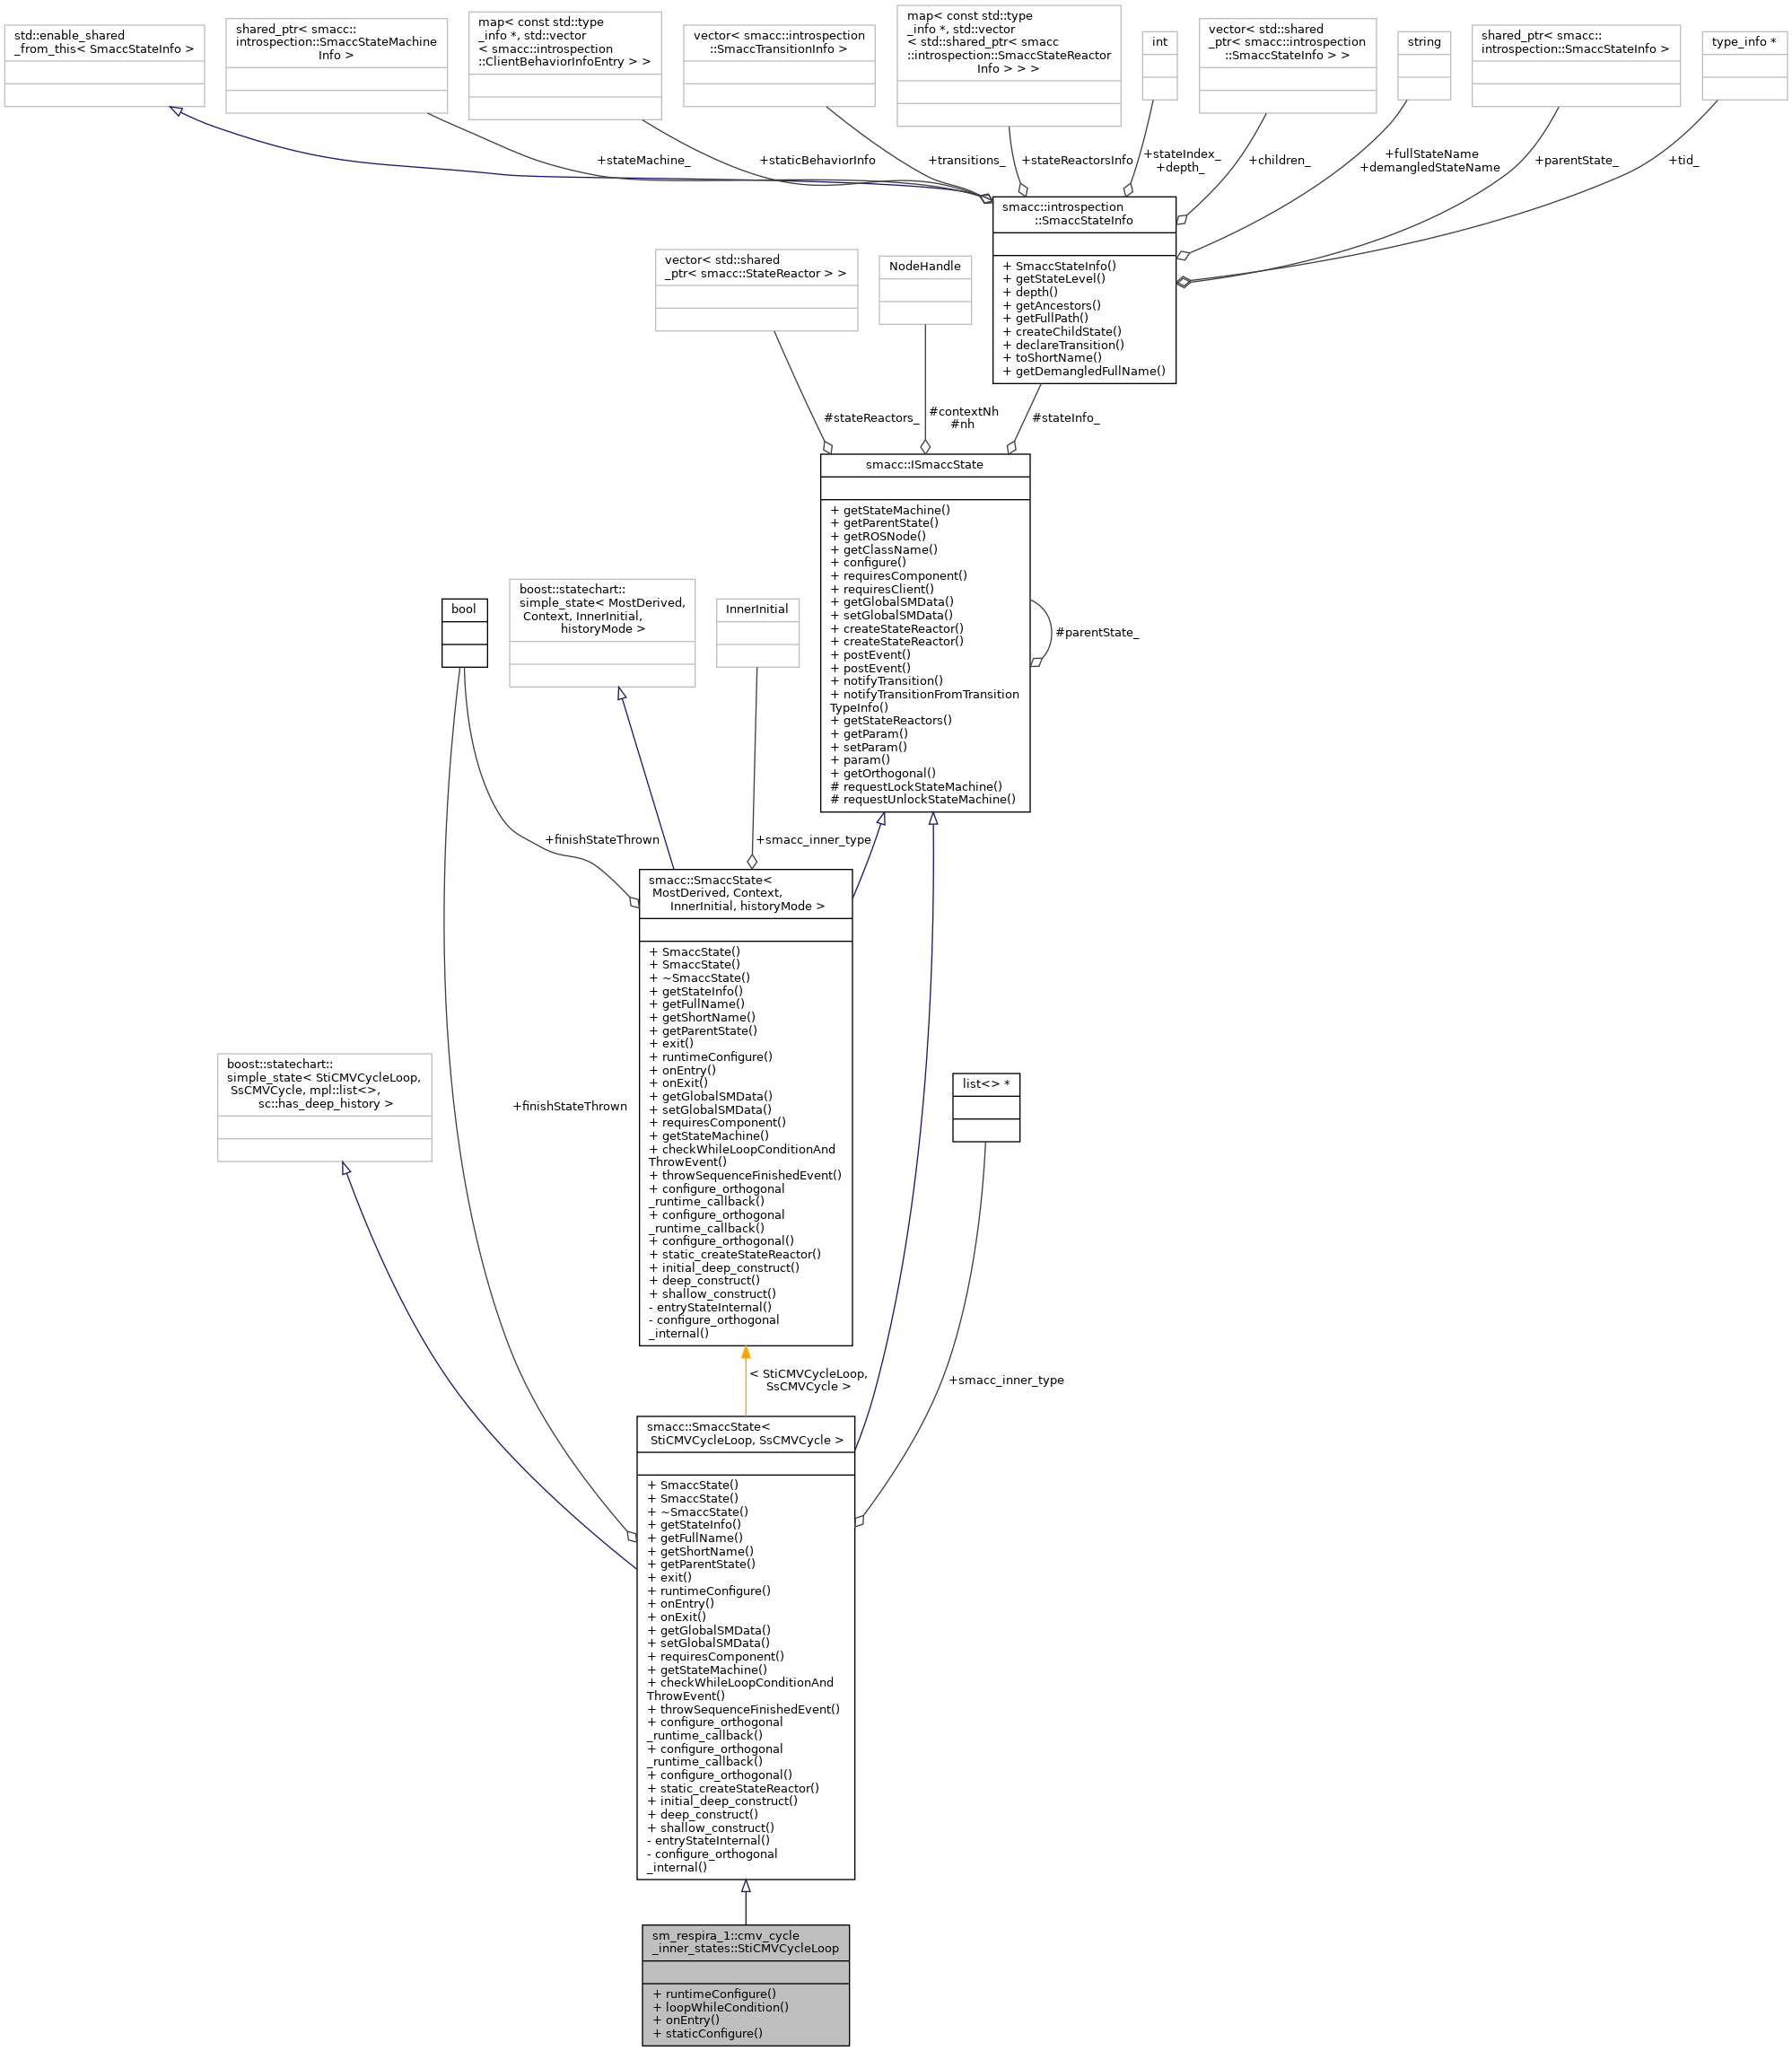 std::enable_shared
_from_this< SmaccStateInfo >
shared_ptr< smacc::
introspection::SmaccStateMachine
Info >
map< const std::type
_info *, std::vector
< smacc::introspection
::ClientBehaviorInfoEntry > >
vector< smacc::introspection
::SmaccTransitionInfo >
map< const std::type
_info *, std::vector
< std::shared_ptr< smacc
::introspection::SmaccStateReactor
Info > > >
int
vector< std::shared
_ptr< smacc::introspection
::SmaccStateInfo > >
string
shared_ptr< smacc::
introspection::SmaccStateInfo >
type_info *
+stateMachine_
+staticBehaviorInfo
+transitions_
+stateReactorsInfo
+stateIndex_
+depth_
+children_
+fullStateName
+demangledStateName
+parentState_
+tid_
smacc::introspection
::SmaccStateInfo
+ SmaccStateInfo()
+ getStateLevel()
+ depth()
+ getAncestors()
+ getFullPath()
+ createChildState()
+ declareTransition()
+ toShortName()
+ getDemangledFullName()
vector< std::shared
_ptr< smacc::StateReactor > >
NodeHandle
#stateReactors_
#contextNh
#nh
#stateInfo_
smacc::ISmaccState
+ getStateMachine()
+ getParentState()
+ getROSNode()
+ getClassName()
+ configure()
+ requiresComponent()
+ requiresClient()
+ getGlobalSMData()
+ setGlobalSMData()
+ createStateReactor()
+ createStateReactor()
+ postEvent()
+ postEvent()
+ notifyTransition()
+ notifyTransitionFromTransition
TypeInfo()
+ getStateReactors()
+ getParam()
+ setParam()
+ param()
+ getOrthogonal()
# requestLockStateMachine()
# requestUnlockStateMachine()
#parentState_
bool
boost::statechart::
simple_state< MostDerived,
Context, InnerInitial,
historyMode >
InnerInitial
+finishStateThrown
+smacc_inner_type
smacc::SmaccState<
MostDerived, Context,
InnerInitial, historyMode >
+ SmaccState()
+ SmaccState()
+ ~SmaccState()
+ getStateInfo()
+ getFullName()
+ getShortName()
+ getParentState()
+ exit()
+ runtimeConfigure()
+ onEntry()
+ onExit()
+ getGlobalSMData()
+ setGlobalSMData()
+ requiresComponent()
+ getStateMachine()
+ checkWhileLoopConditionAnd
ThrowEvent()
+ throwSequenceFinishedEvent()
+ configure_orthogonal
_runtime_callback()
+ configure_orthogonal
_runtime_callback()
+ configure_orthogonal()
+ static_createStateReactor()
+ initial_deep_construct()
+ deep_construct()
+ shallow_construct()
- entryStateInternal()
- configure_orthogonal
_internal()
boost::statechart::
simple_state< StiCMVCycleLoop,
SsCMVCycle, mpl::list<>,
sc::has_deep_history >
+finishStateThrown
list<> *
< StiCMVCycleLoop,
SsCMVCycle >
+smacc_inner_type
smacc::SmaccState<
StiCMVCycleLoop, SsCMVCycle >
+ SmaccState()
+ SmaccState()
+ ~SmaccState()
+ getStateInfo()
+ getFullName()
+ getShortName()
+ getParentState()
+ exit()
+ runtimeConfigure()
+ onEntry()
+ onExit()
+ getGlobalSMData()
+ setGlobalSMData()
+ requiresComponent()
+ getStateMachine()
+ checkWhileLoopConditionAnd
ThrowEvent()
+ throwSequenceFinishedEvent()
+ configure_orthogonal
_runtime_callback()
+ configure_orthogonal
_runtime_callback()
+ configure_orthogonal()
+ static_createStateReactor()
+ initial_deep_construct()
+ deep_construct()
+ shallow_construct()
- entryStateInternal()
- configure_orthogonal
_internal()
sm_respira_1::cmv_cycle
_inner_states::StiCMVCycleLoop
+ runtimeConfigure()
+ loopWhileCondition()
+ onEntry()
+ staticConfigure()